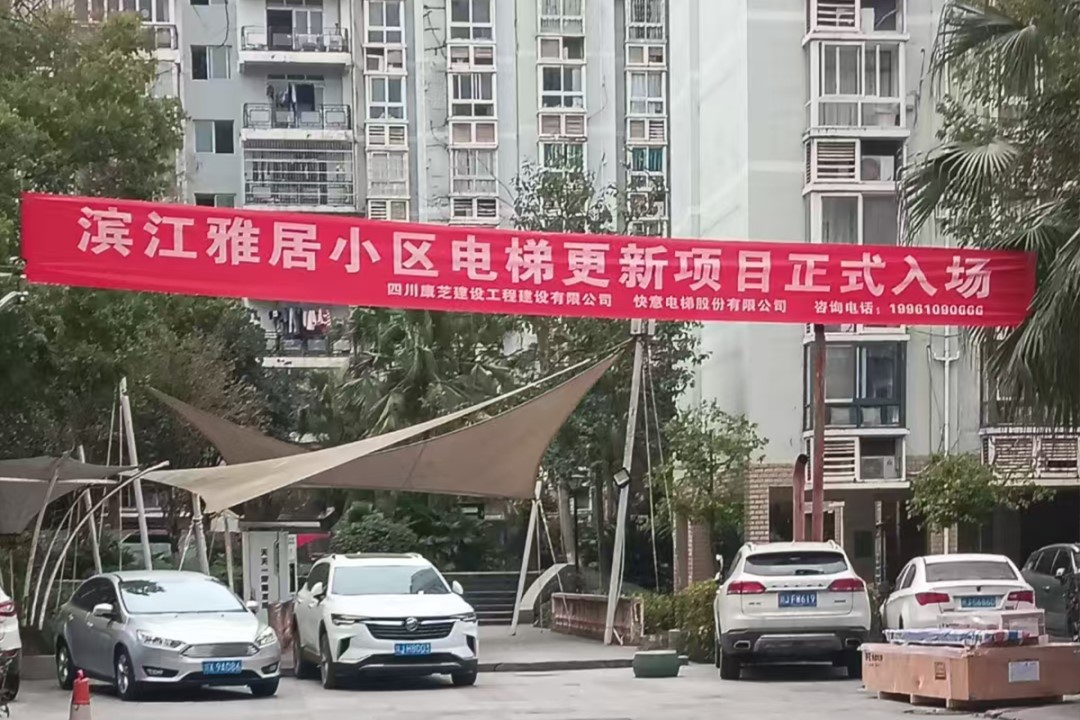 滨江雅居小区电梯更新项目正式入场
四川康芝建设工程建设有限公司 快意电梯股份有限公司 咨询电话：19961090666